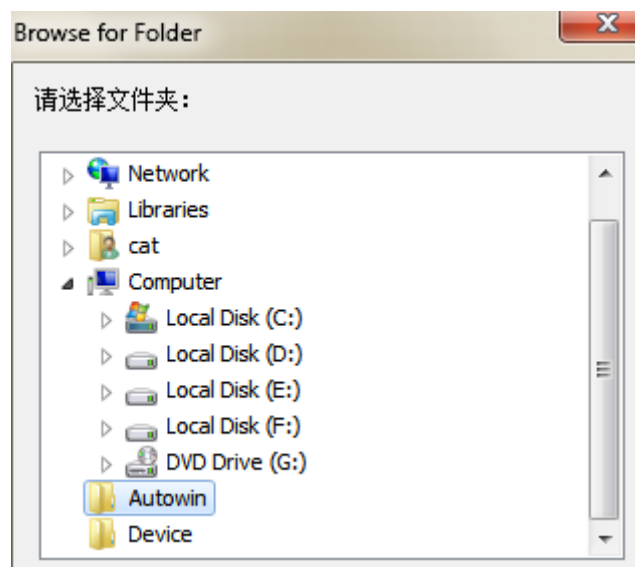 Browse for Folder
请选择文件夹:
Network
Libraries
cat
Computer
Local Disk (C:)
Local Disk (D:)
Local Disk (E:)
Local Disk (F:)
DVD Drive (G:)
Autowin
Device